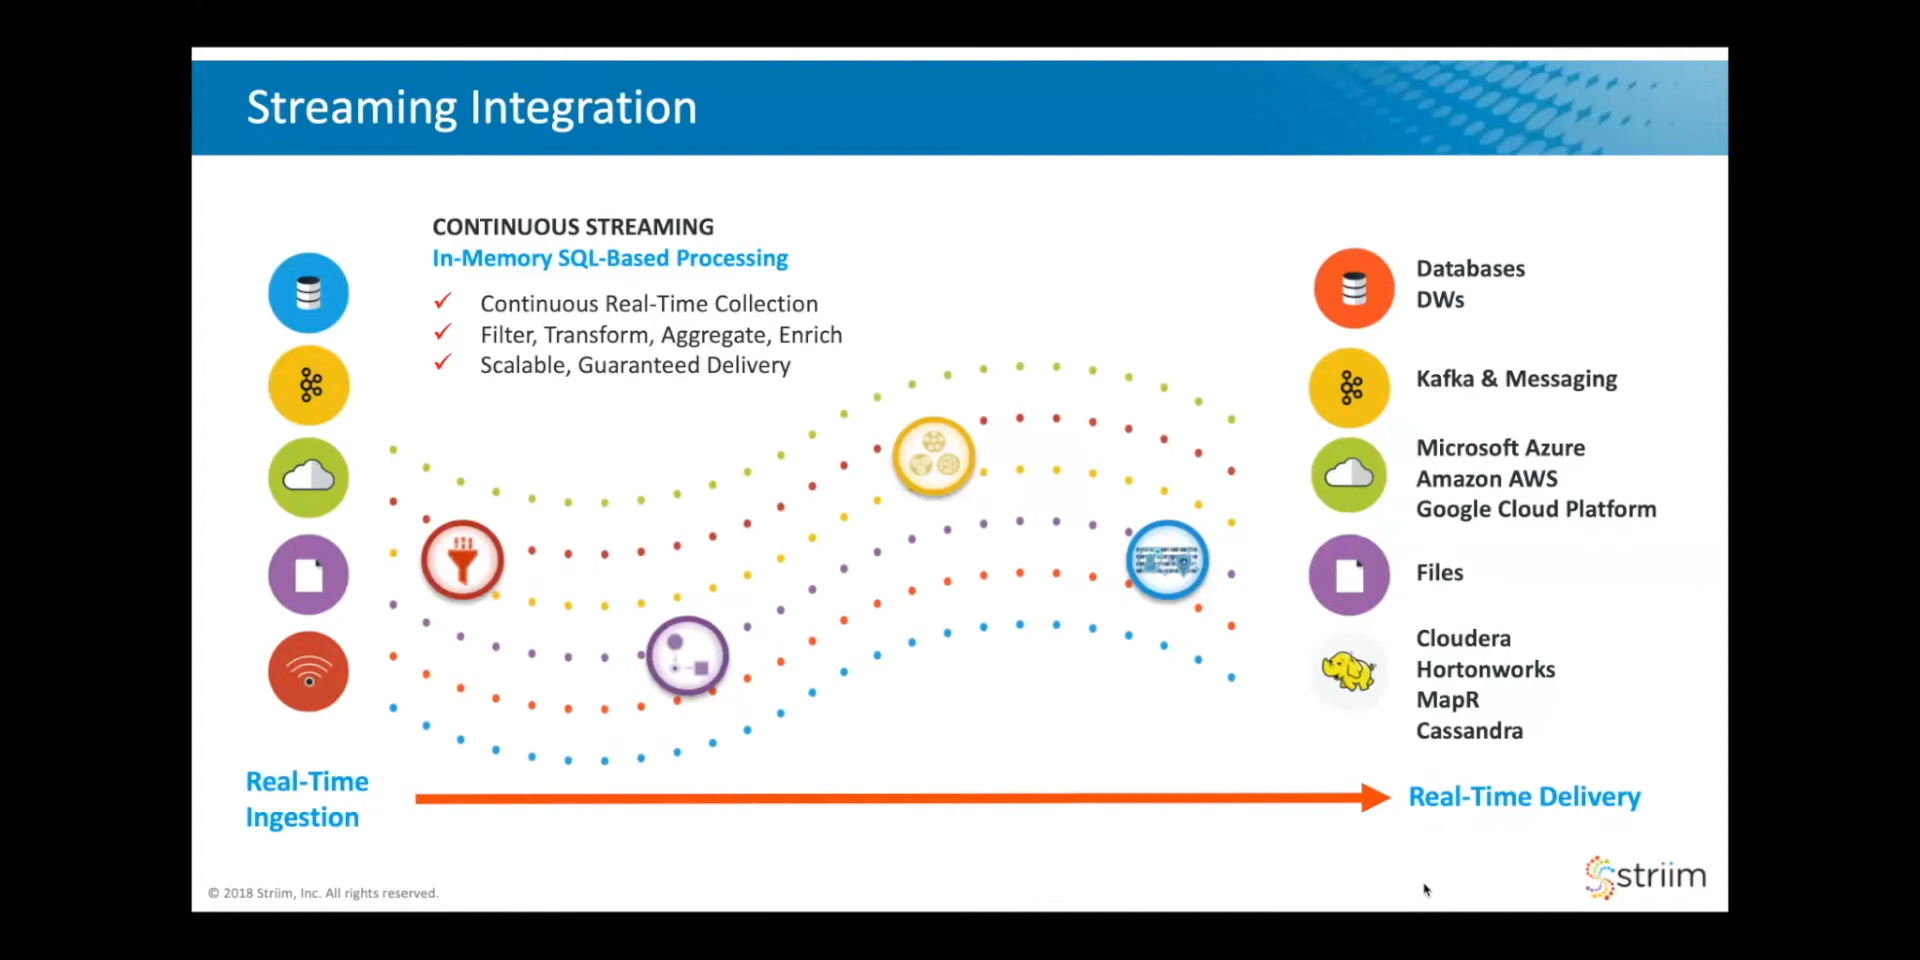 Streaming Integration
CONTINUOUS STREAMING
In-Memory SQL-Based Processing
Continuous Real-Time Collection
Filter, Transform, Aggregate, Enrich
Scalable, Guaranteed Delivery
Databases
DWs
Kafka & Messaging
Microsoft Azure
Amazon AWS
Google Cloud Platform
Files
Cloudera
Hortonworks
MapR
Cassandra
Real-Time
Ingestion
Real-Time Delivery
© 2018 Striim, Inc. All rights reserved.
striim